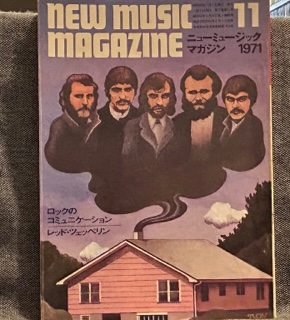 NEW MUSIC 11
MAGAZINE ニューミュージック
マガジン 1971
ロックの
コミュニケーション
レッド・ツェッペリン